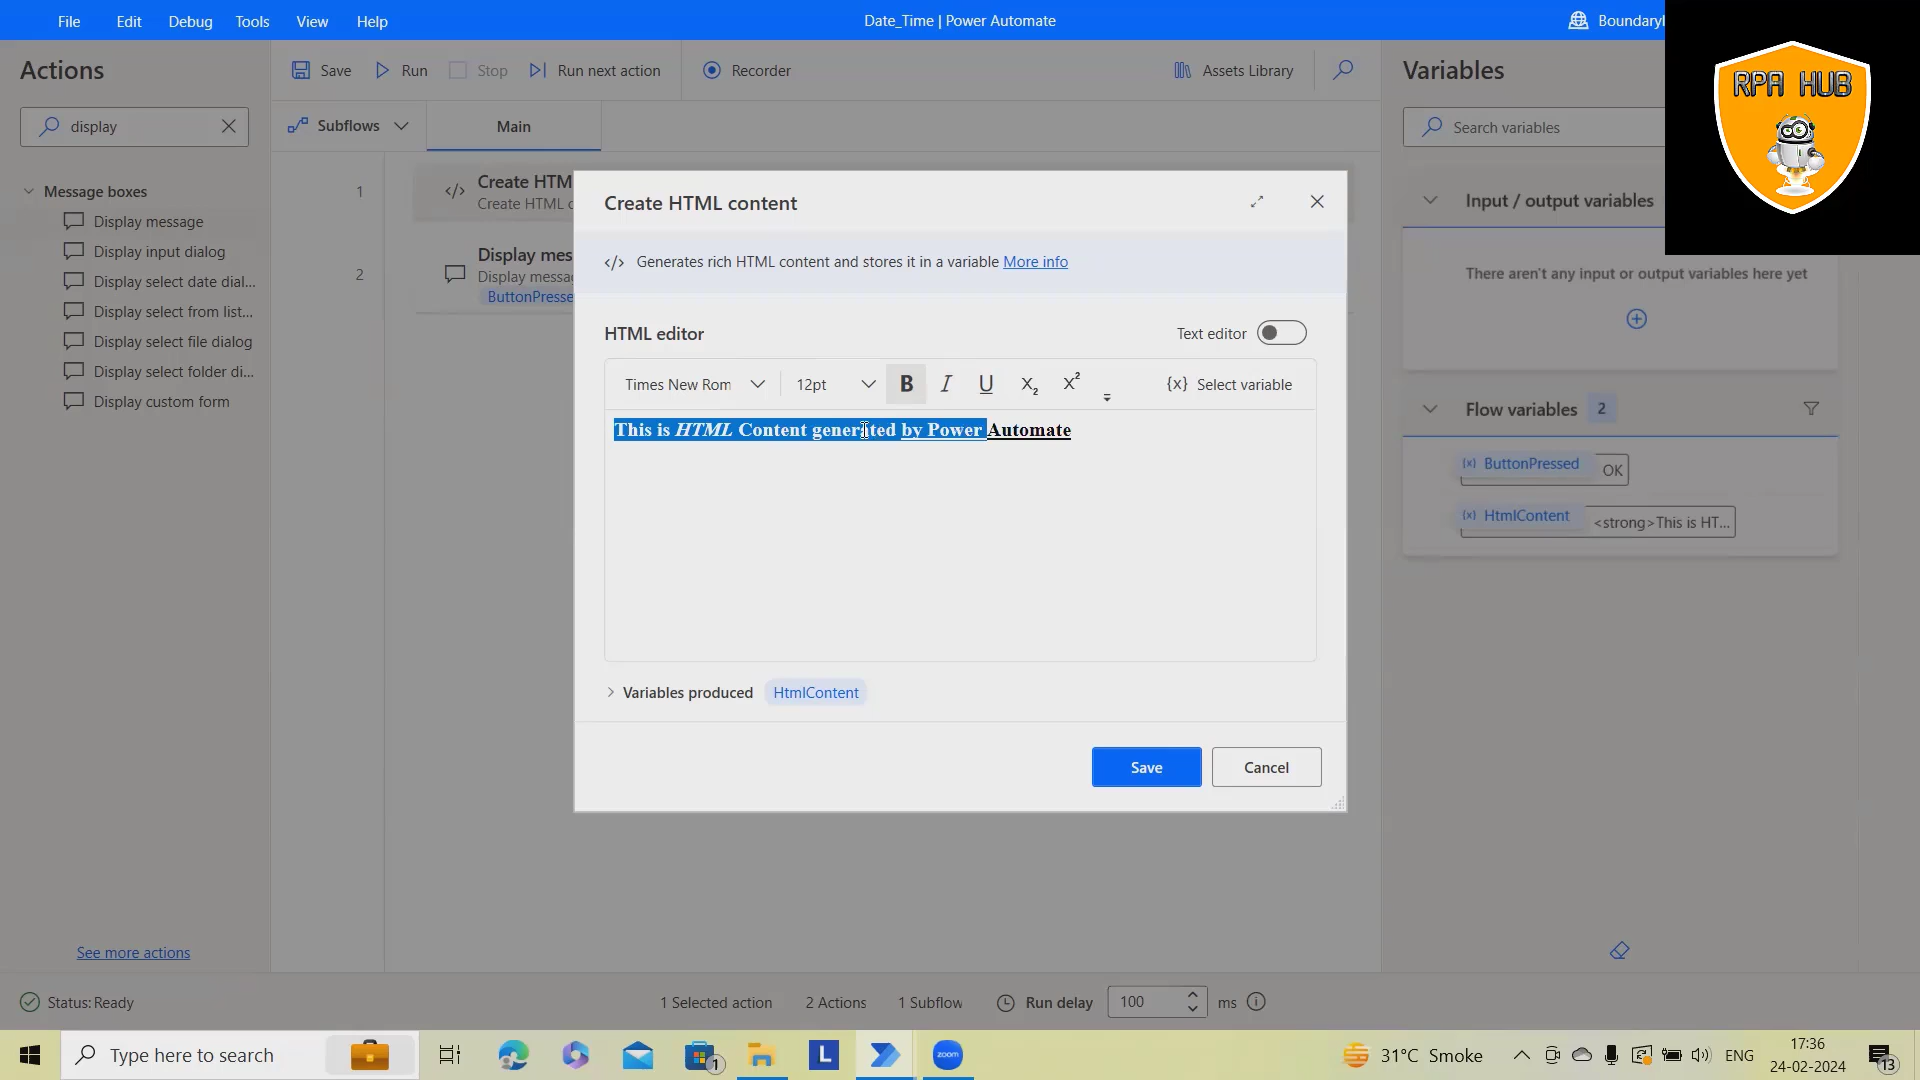 File Edit Debug Tools View Help Date_Time | Power Automate
RPA HUB
Actions
display
Message boxes
Display message
Display input dialog
Display select date dial...
Display select from list...
Display select file dialog
Display select folder di...
Display custom form
See more actions
Save Run Stop Run next action Recorder Assets Library
Subflows Main
1
Create
Create HTML
2
Display
Display
Create HTML content
Generates rich HTML content and stores it in a variable More info
HTML editor Text editor
Times New Rom 12pt B I U X2 X2 {x} Select variable
This is HTML Content generated by Power Automate
Variables produced HtmlContent
Save Cancel
Variables
Search variables
Input / output variables
There aren't any input or output variables here yet
Flow variables 2
{x} ButtonPressed OK
{x} HtmlContent <strong>This is HT...
Status: Ready 1 Selected action 2 Actions 1 Subflow Run delay 100 ms
Type here to search
1
L
zoom
31°C Smoke
ENG
17:36
24-02-2024
13